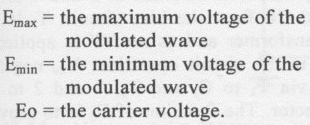 Emax = the maximum voltage of the
modulated wave
Emin = the minimum voltage of the
modulated wave
Eo = the carrier voltage.